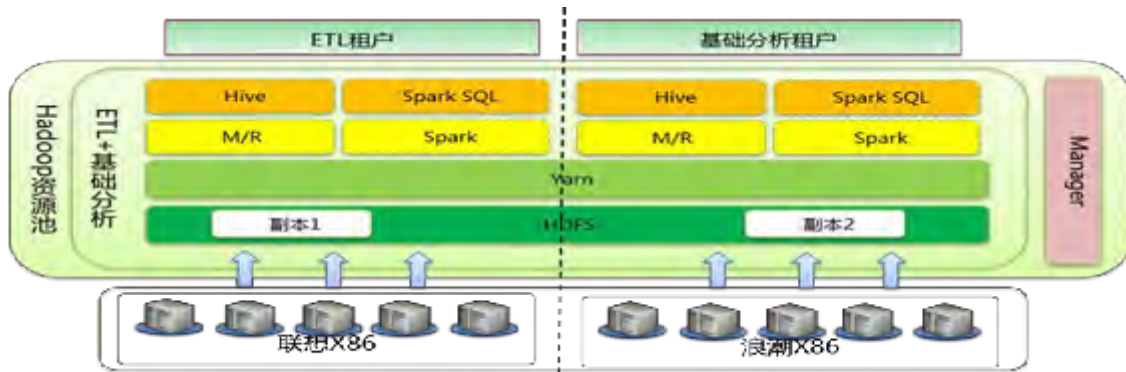 ETL租户
基础分析租户
Hadoop资源池
ETL+基础分析
Hive
Spark SQL
Hive
Spark SQL
M/R
Spark
M/R
Spark
Yarn
副本1
HDFS
副本2
Manager
联想X86
浪潮X86